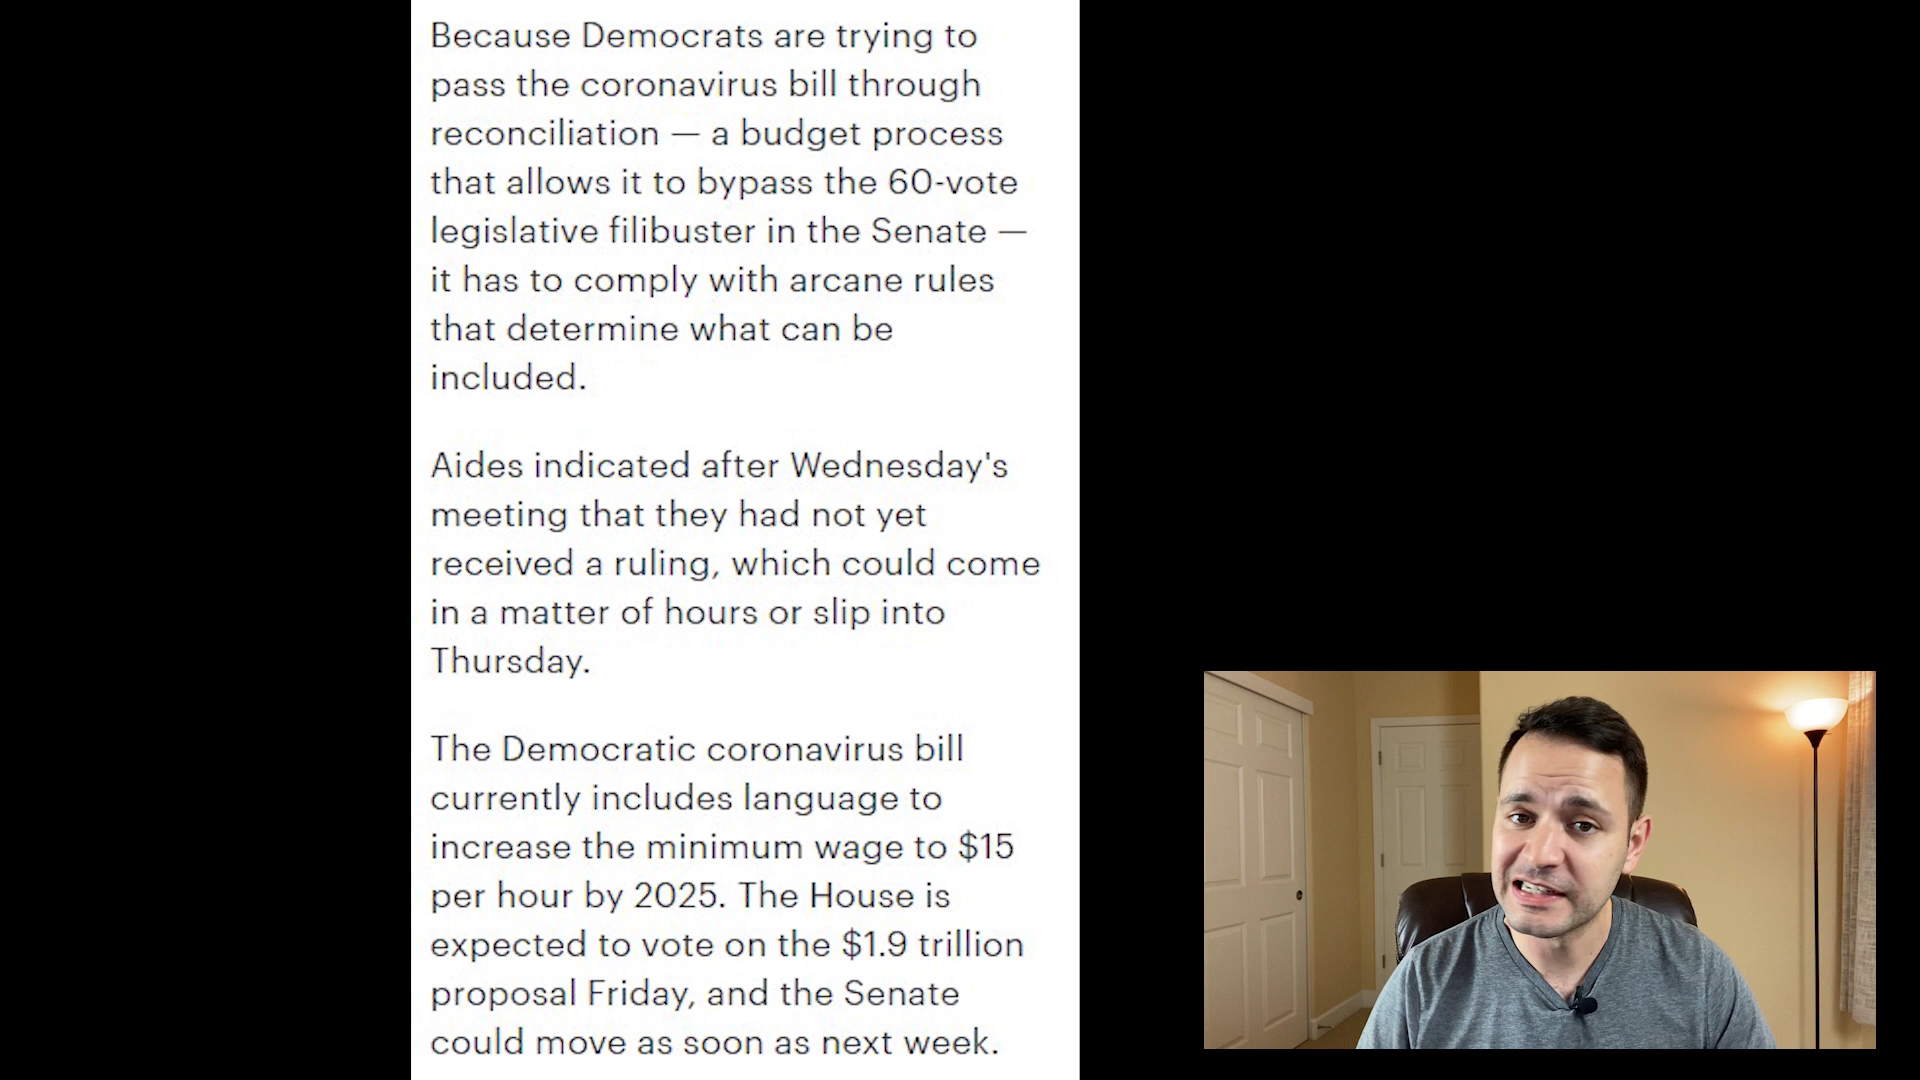 Because Democrats are trying to
pass the coronavirus bill through
reconciliation — a budget process
that allows it to bypass the 60-vote
legislative filibuster in the Senate —
it has to comply with arcane rules
that determine what can be
included.
Aides indicated after Wednesday's
meeting that they had not yet
received a ruling, which could come
in a matter of hours or slip into
Thursday.
The Democratic coronavirus bill
currently includes language to
increase the minimum wage to $15
per hour by 2025. The House is
expected to vote on the $1.9 trillion
proposal Friday, and the Senate
could move as soon as next week.